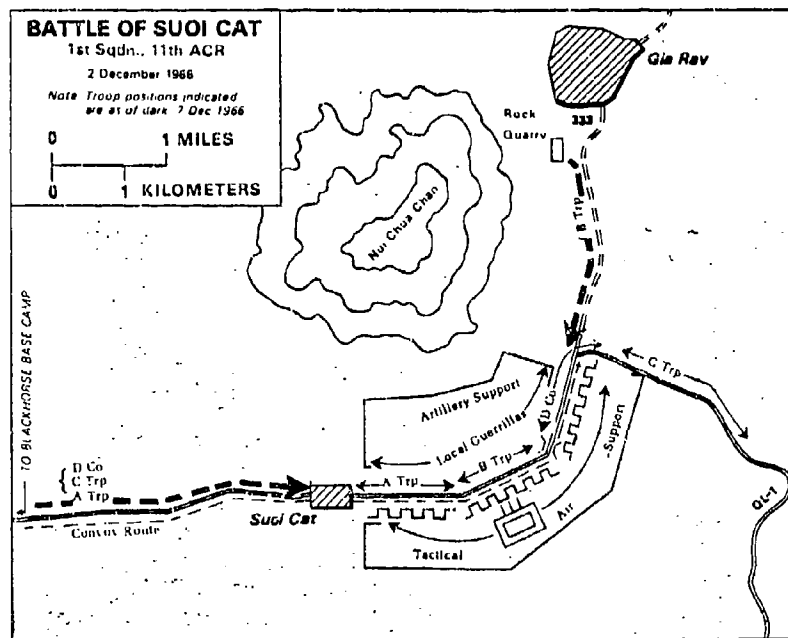 BATTLE OF SUOI CAT
1st Sqdn., 11th ACR
2 December 1966
Note Troop positions indicated
are as of dark 7 Dec 1966
0 1 MILES
0 1 KILOMETERS
Gia Ray
333
Rock
Quarry
B Trp
Nui Chua Chan
TO BLACKHORSE BASE CAMP
C Trp
Artillery Support
Local Guerrillas
D Co
Support
D Co
C Trp
A Trp
A Trp
B Trp
QL-1
Suoi Cat
Convoy Route
Air
Tactical